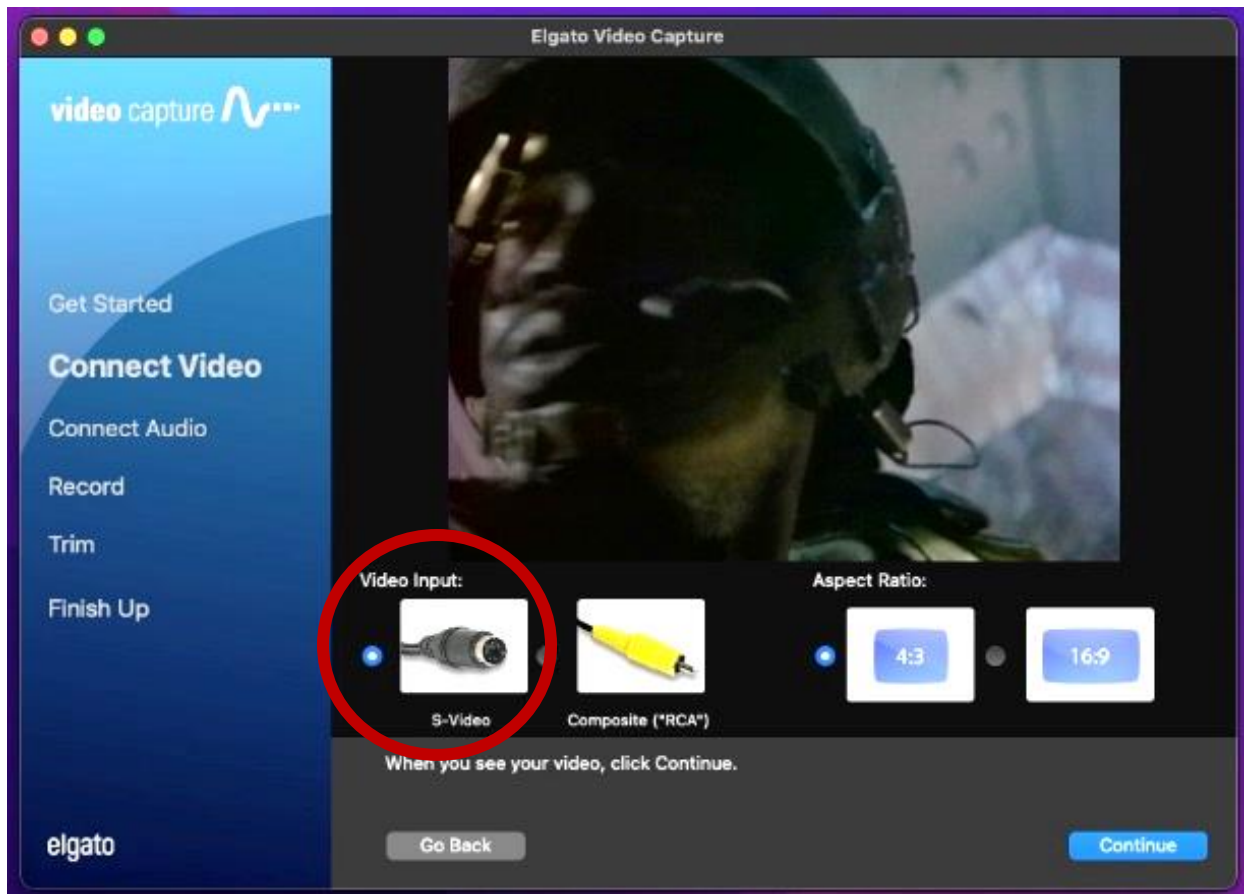 Elgato Video Capture
video capture
Get Started
Connect Video
Connect Audio
Record
Trim
Finish Up
elgato
Video Input:
S-Video
Composite ("RCA")
Aspect Ratio:
4:3
16:9
When you see your video, click Continue.
Go Back
Continue